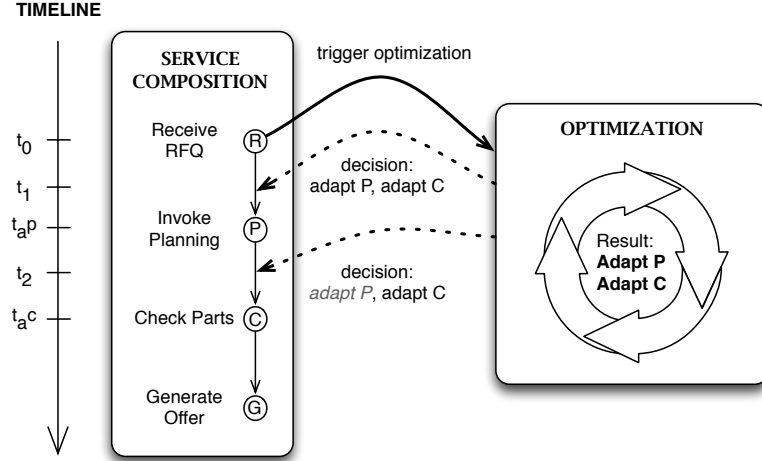 TIMELINE
SERVICE
COMPOSITION
trigger optimization
OPTIMIZATION
t0
Receive
RFQ
R
decision:
adapt P, adapt C
t1
tap
Invoke
Planning
P
Result:
Adapt P
Adapt C
t2
decision:
adapt P, adapt C
tac
Check Parts
C
Generate
Offer
G